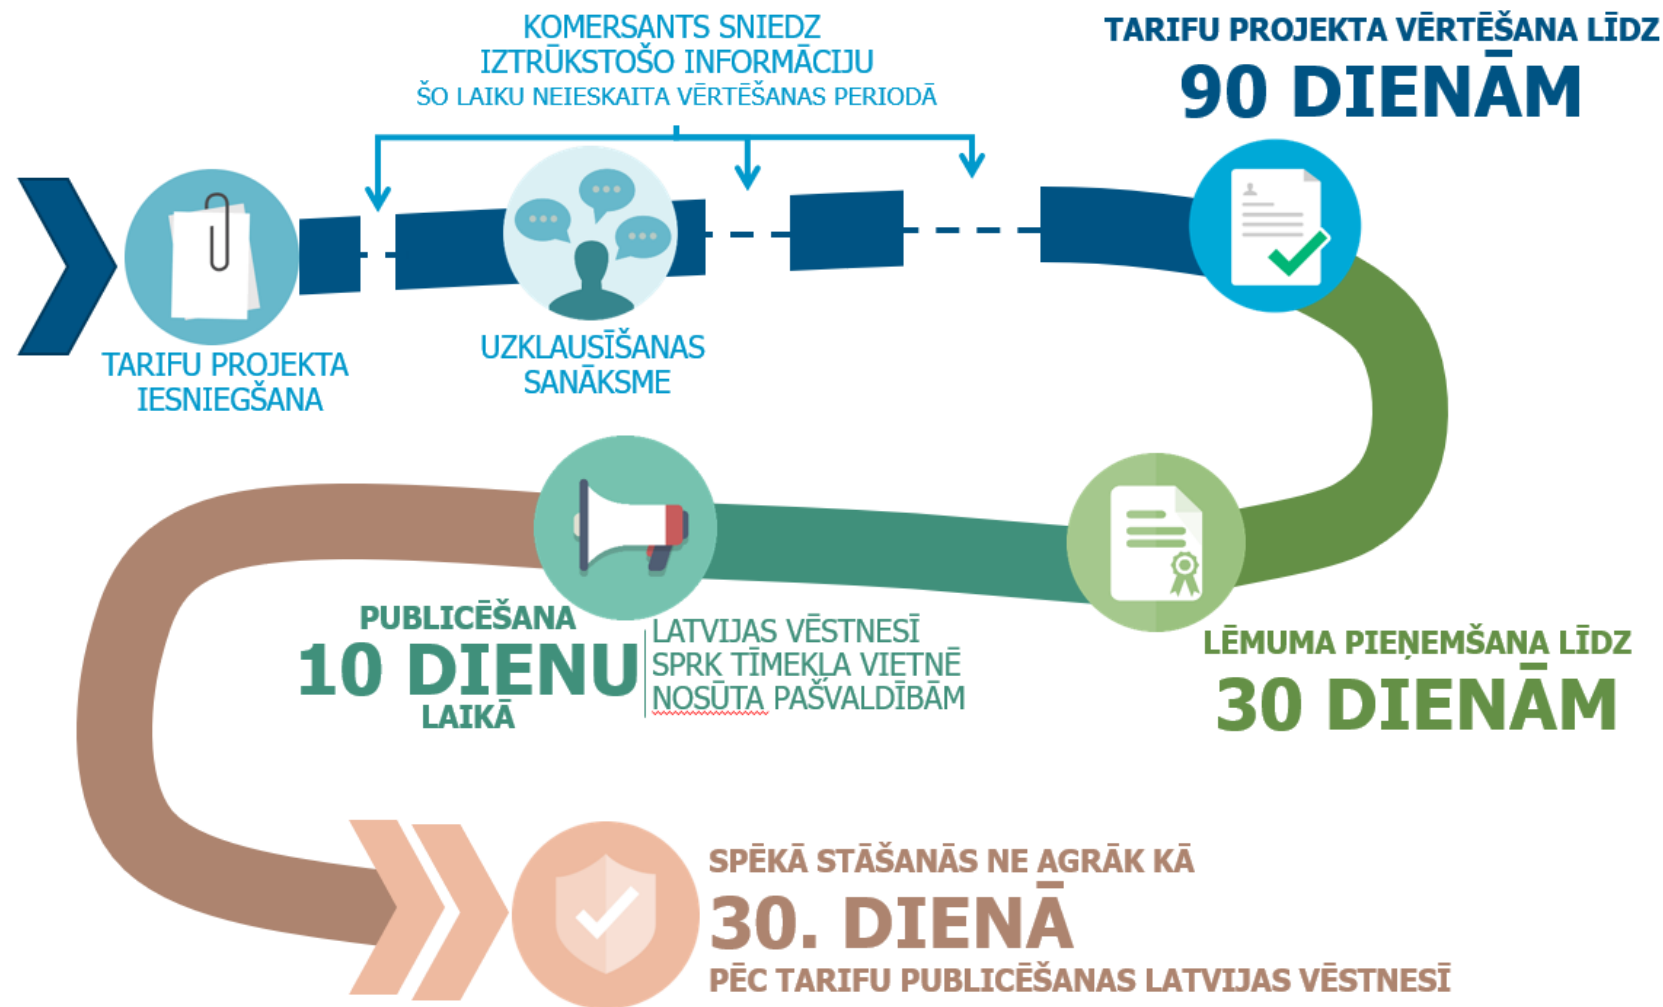 KOMERSANTS SNIEDZ
IZTRŪKSTOŠO INFORMĀCIJU
ŠO LAIKU NEIESKAITA VĒRTĒŠANAS PERIODĀ
TARIFU PROJEKTA VĒRTĒŠANA LĪDZ
90 DIENĀM
TARIFU PROJEKTA
IESNIEGŠANA
UZKLAUSĪŠANAS
SANĀKSME
PUBLICĒŠANA
10 DIENU
LAIKĀ
LATVIJAS VĒSTNESĪ
SPRK TĪMEKĻA VIETNĒ
NOSŪTA PAŠVALDĪBĀM
LĒMUMA PIEŅEMŠANA LĪDZ
30 DIENĀM
SPĒKĀ STĀŠANĀS NE AGRĀK KĀ
30. DIENĀ
PĒC TARIFU PUBLICĒŠANAS LATVIJAS VĒSTNESĪ